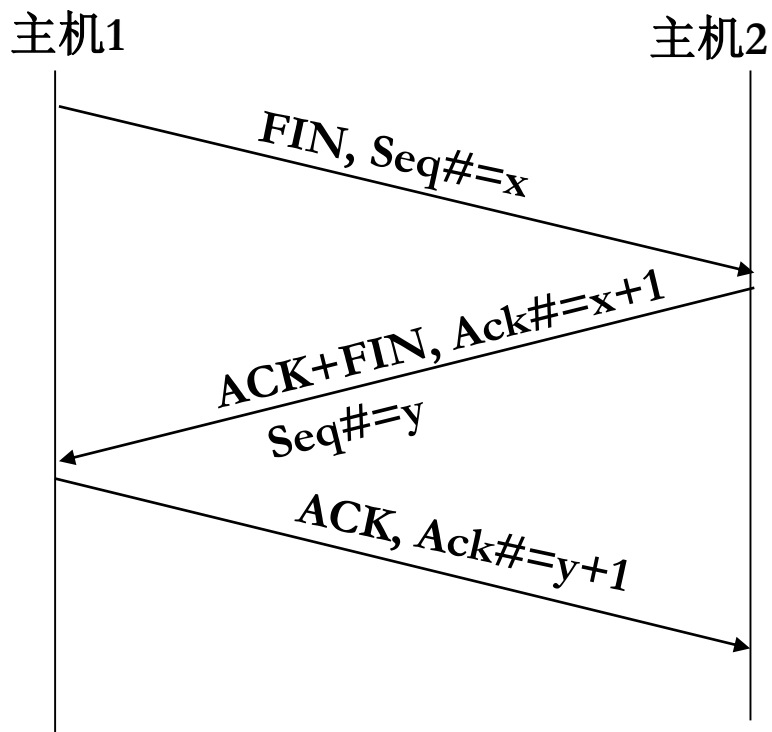 主机1
主机2
FIN, Seq#=x
ACK+FIN, Ack#=x+1
Seq#=y
ACK, Ack#=y+1